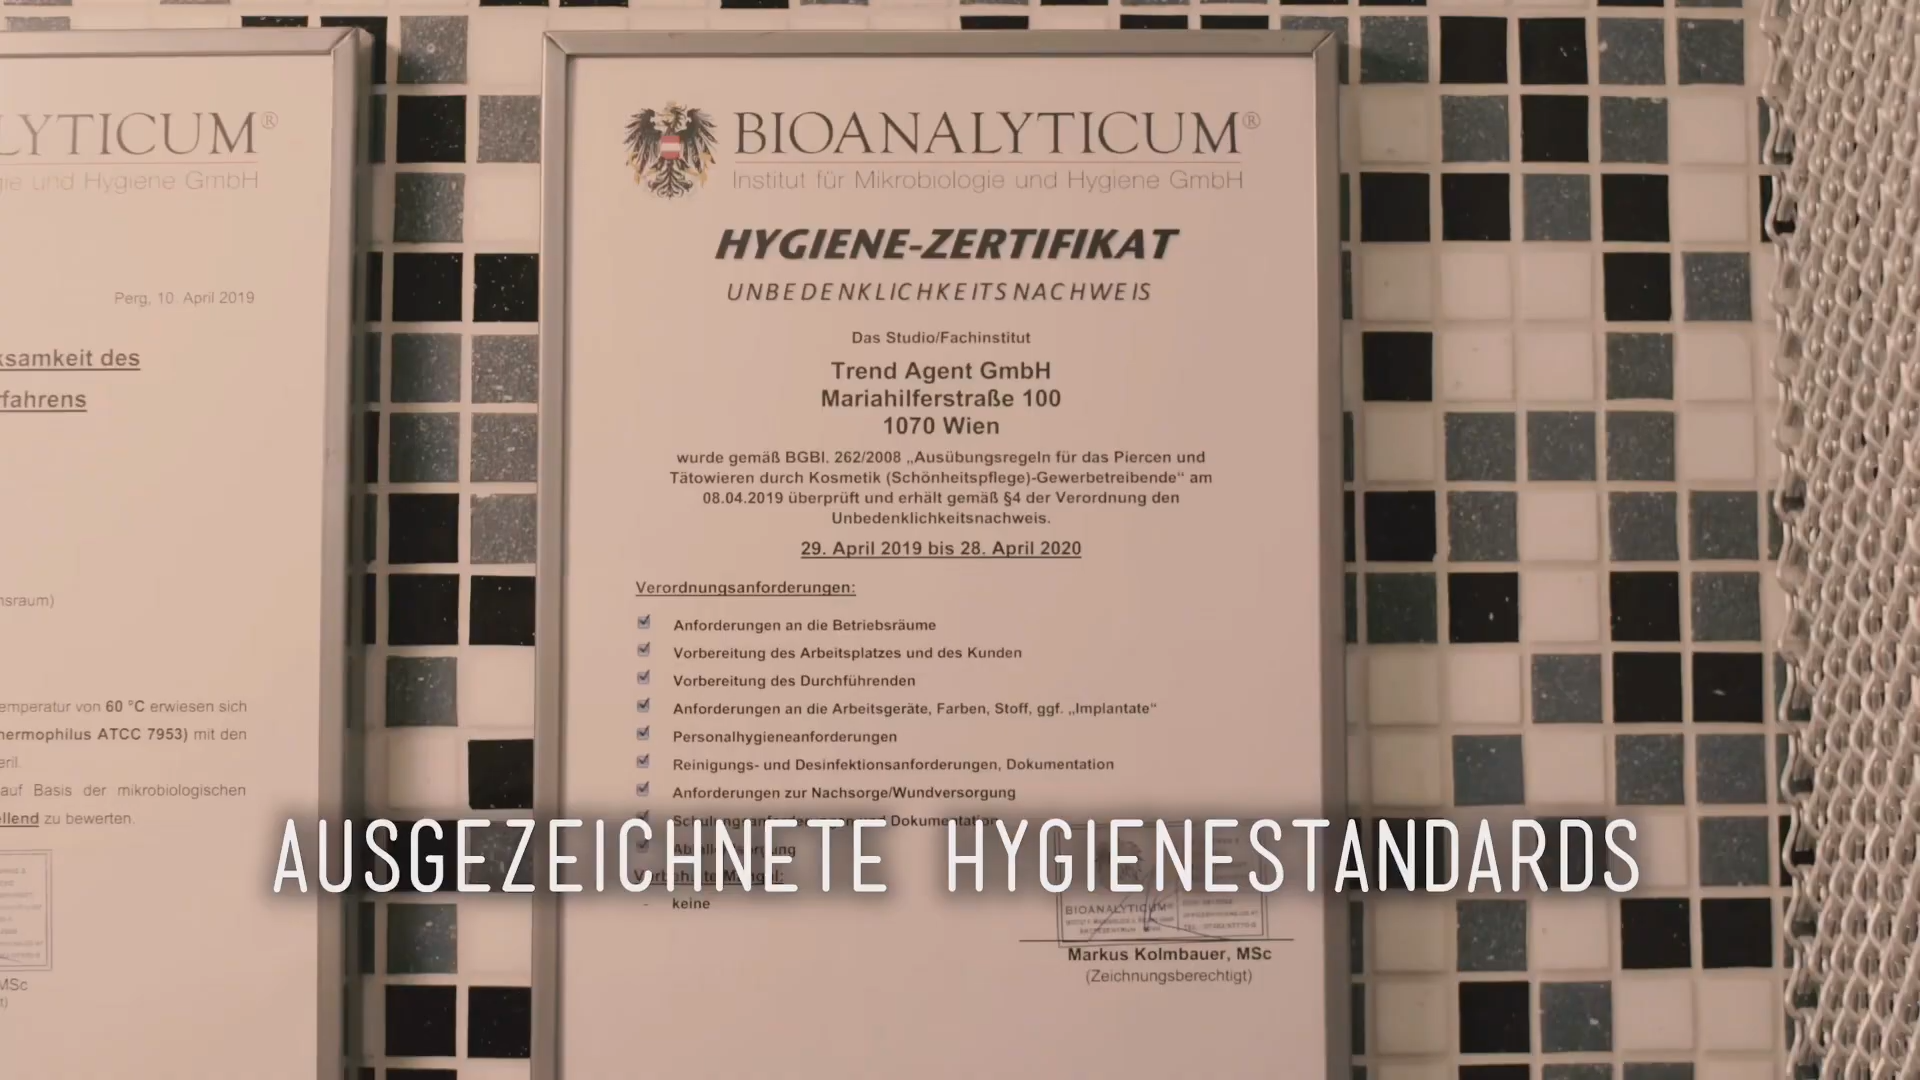 LYTICUM®
gie und Hygiene GmbH
Perg, 10. April 2019
ksamkeit des
fahrens
nsraum)
emperatur von 60 °C erwiesen sich
hermophilus ATCC 7953) mit den
eril.
auf Basis der mikrobiologischen
llend zu bewerten.
MSc
BIOANALYTICUM®
Institut für Mikrobiologie und Hygiene GmbH
HYGIENE-ZERTIFIKAT
UNBEDENKLICHKEITSNACHWEIS
Das Studio/Fachinstitut
Trend Agent GmbH
Mariahilferstraße 100
1070 Wien
wurde gemäß BGBl. 262/2008 „Ausübungsregeln für das Piercen und
Tätowieren durch Kosmetik (Schönheitspflege)-Gewerbetreibende“ am
08.04.2019 überprüft und erhält gemäß §4 der Verordnung den
Unbedenklichkeitsnachweis.
29. April 2019 bis 28. April 2020
Verordnungsanforderungen:
Anforderungen an die Betriebsräume
Vorbereitung des Arbeitsplatzes und des Kunden
Vorbereitung des Durchführenden
Anforderungen an die Arbeitsgeräte, Farben, Stoff, ggf. „Implantate“
Personalhygieneanforderungen
Reinigungs- und Desinfektionsanforderungen, Dokumentation
Anforderungen zur Nachsorge/Wundversorgung
Schulungsanforderungen und Dokumentation
AUSGEZEICHNETE HYGIENESTANDARDS
- keine
BIOANALYTICUM®
Markus Kolmbauer, MSc
(Zeichnungsberechtigt)